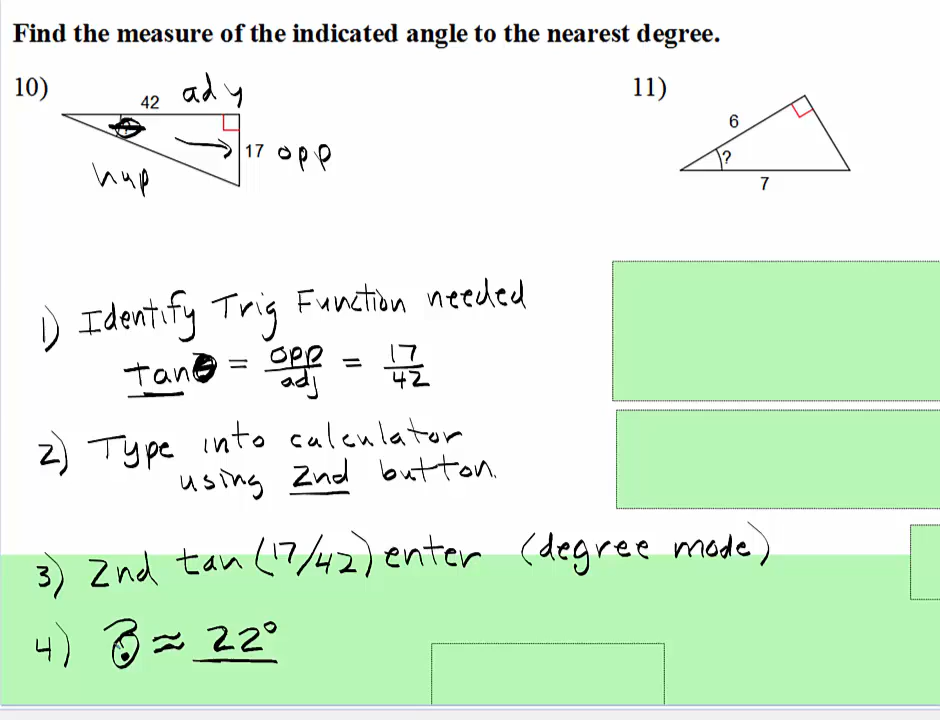 Find the measure of the indicated angle to the nearest degree.
10)
42 adj
θ
17 opp
hyp
11)
6
?
7
1) Identify Trig Function needed
tanθ = opp/adj = 17/42
2) Type into calculator
using 2nd button.
3) 2nd tan(17/42) enter (degree mode)
4) θ ≈ 22°